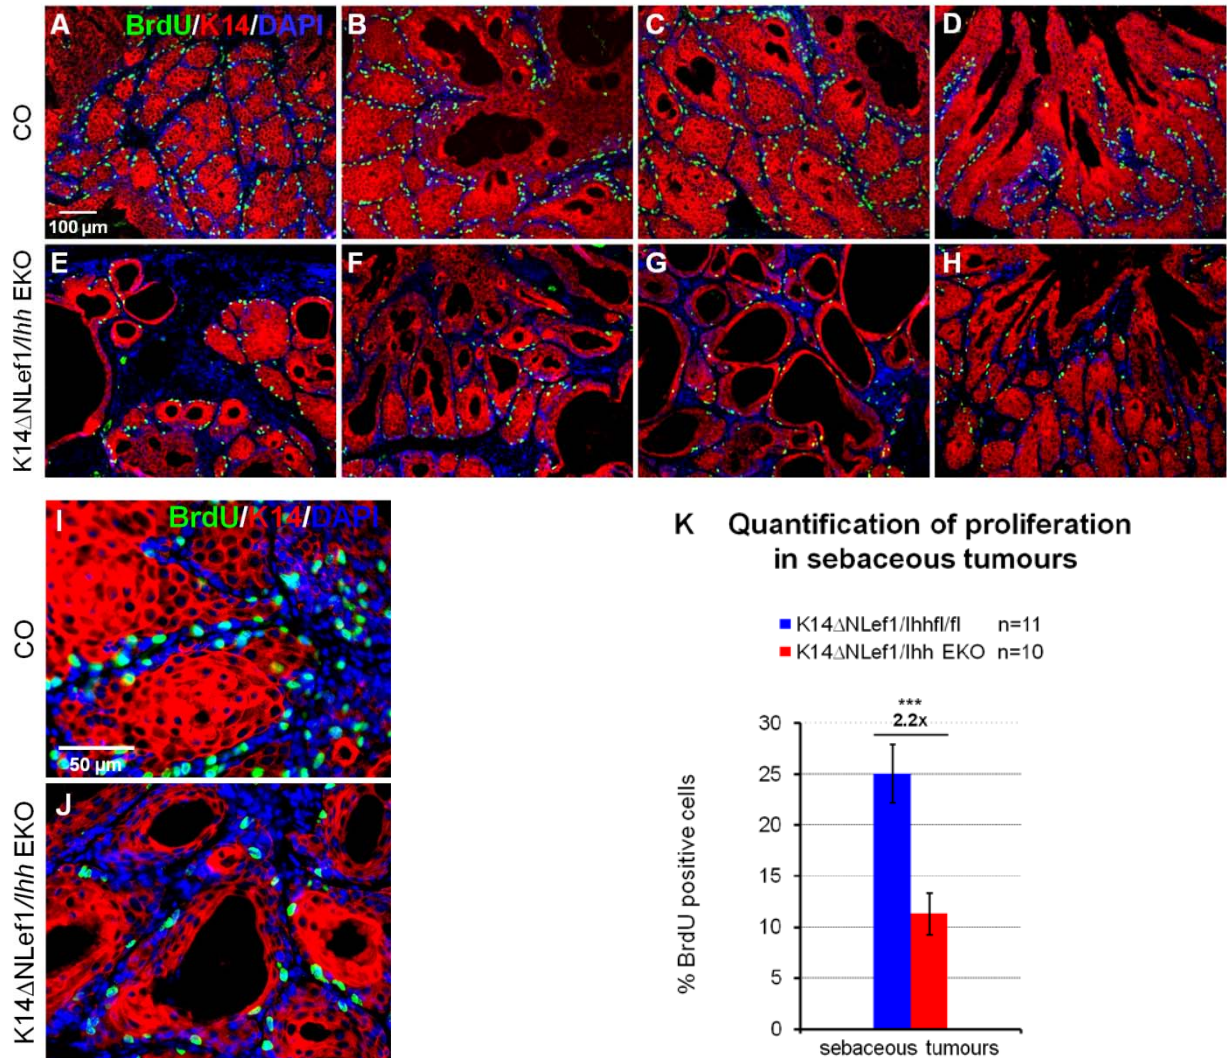 A BrdU/K14/DAPI B C D
CO
100 µm
E F G H
K14ΔNLef1/Ihh EKO
I BrdU/K14/DAPI
CO
50 µm
J
K14ΔNLef1/Ihh EKO
K Quantification of proliferation
in sebaceous tumours
K14ΔNLef1/Ihhfl/fl n=11
K14ΔNLef1/Ihh EKO n=10
***
2.2x
30
25
20
15
10
5
0
% BrdU positive cells
sebaceous tumours